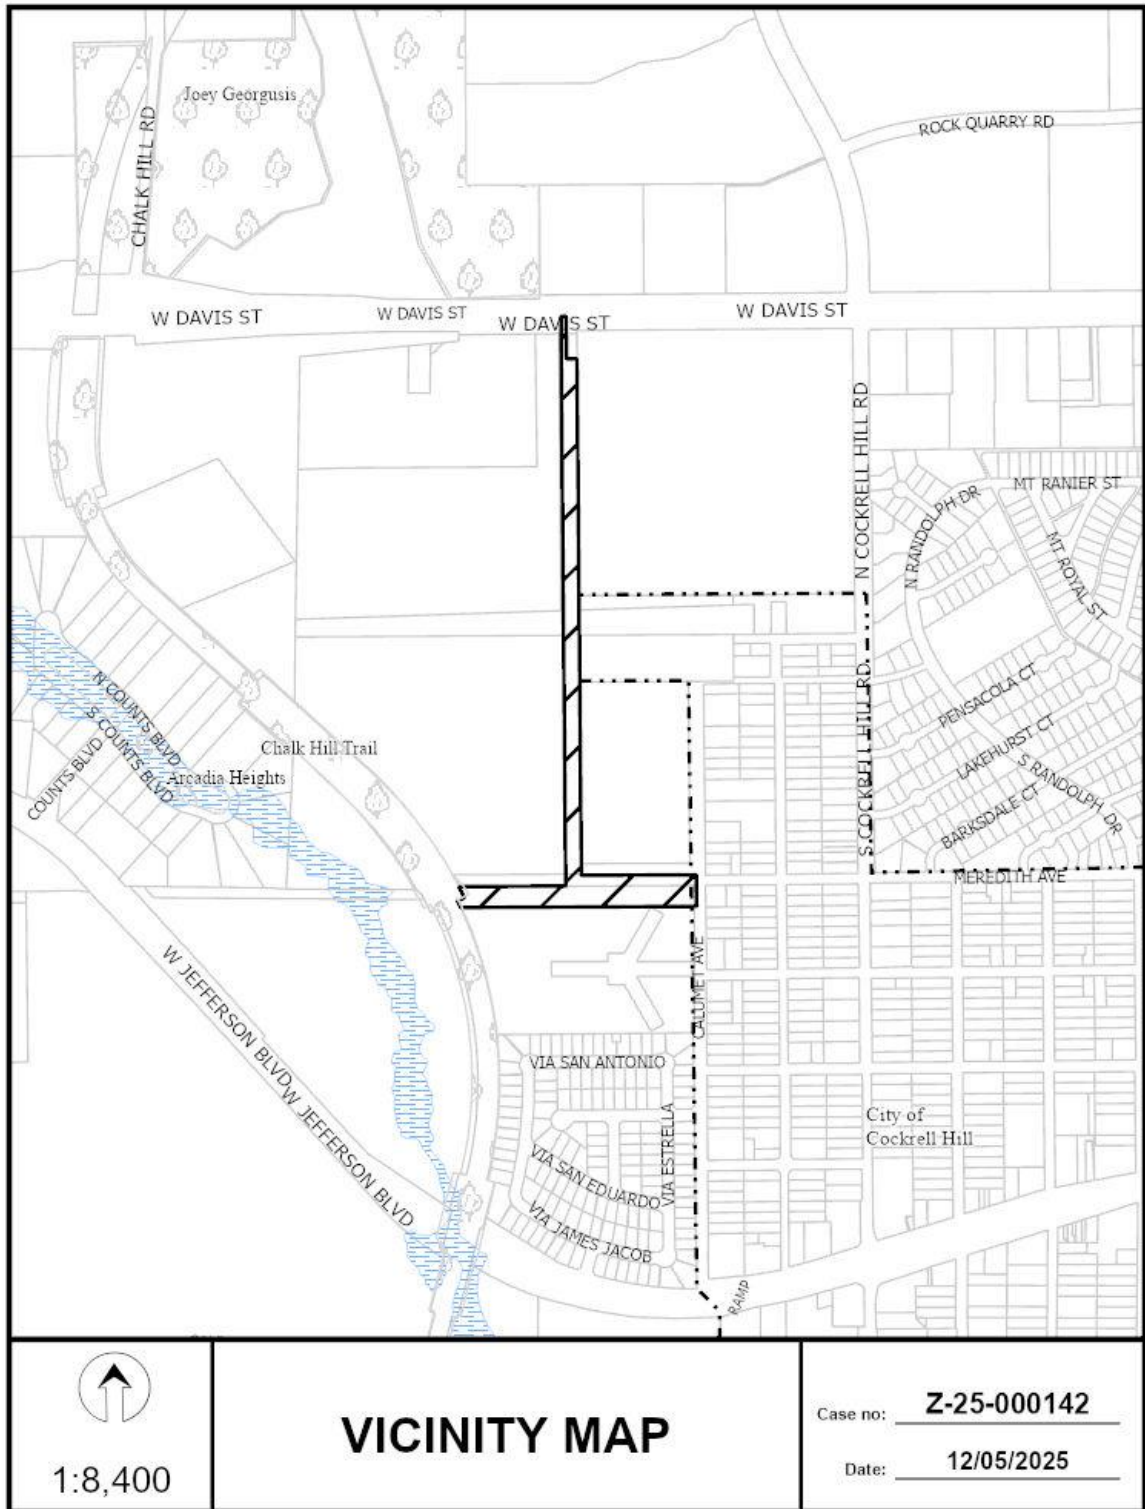 Joey Georgusis
CHALK HILL RD
ROCK QUARRY RD
W DAVIS ST
W DAVIS ST
W DAVIS ST
W DAVIS ST
N COCKRELL HILL RD
N RANDOLPH DR
MT RANIER ST
MT ROYAL ST
S COCKRELL HILL RD
PENSACOLA CT
LAKEHURST CT
S RANDOLPH DR
BARKSDALE CT
MEREDITH AVE
N COUNTS BLVD
S COUNTS BLVD
COUNTS BLVD
Chalk Hill Trail
Arcadia Heights
W JEFFERSON BLVD
W JEFFERSON BLVD
CALUMET AVE
VIA SAN ANTONIO
VIA ESTRELLA
VIA SAN EDUARDO
VIA JAMES JACOB
City of
Cockrell Hill
RAMP
1:8,400
VICINITY MAP
Case no: Z-25-000142
Date: 12/05/2025